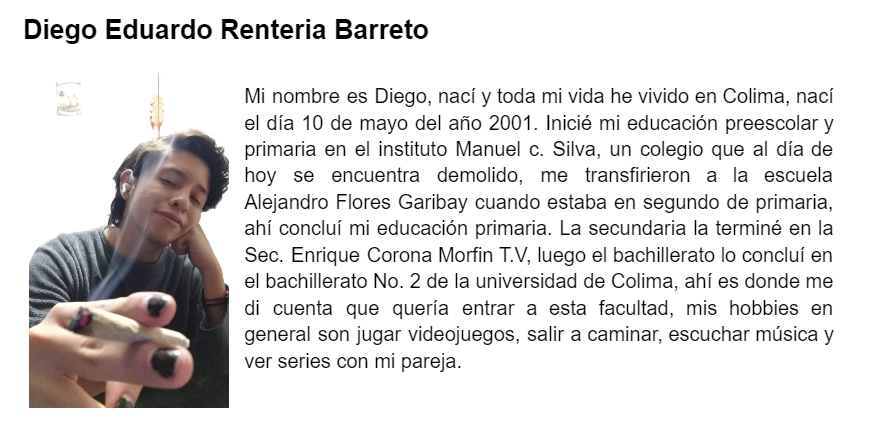 Diego Eduardo Renteria Barreto
Mi nombre es Diego, nací y toda mi vida he vivido en Colima, nací
el día 10 de mayo del año 2001. Inicié mi educación preescolar y
primaria en el instituto Manuel c. Silva, un colegio que al día de
hoy se encuentra demolido, me transfirieron a la escuela
Alejandro Flores Garibay cuando estaba en segundo de primaria,
ahí concluí mi educación primaria. La secundaria la terminé en la
Sec. Enrique Corona Morfin T.V, luego el bachillerato lo concluí en
el bachillerato No. 2 de la universidad de Colima, ahí es donde me
di cuenta que quería entrar a esta facultad, mis hobbies en
general son jugar videojuegos, salir a caminar, escuchar música y
ver series con mi pareja.